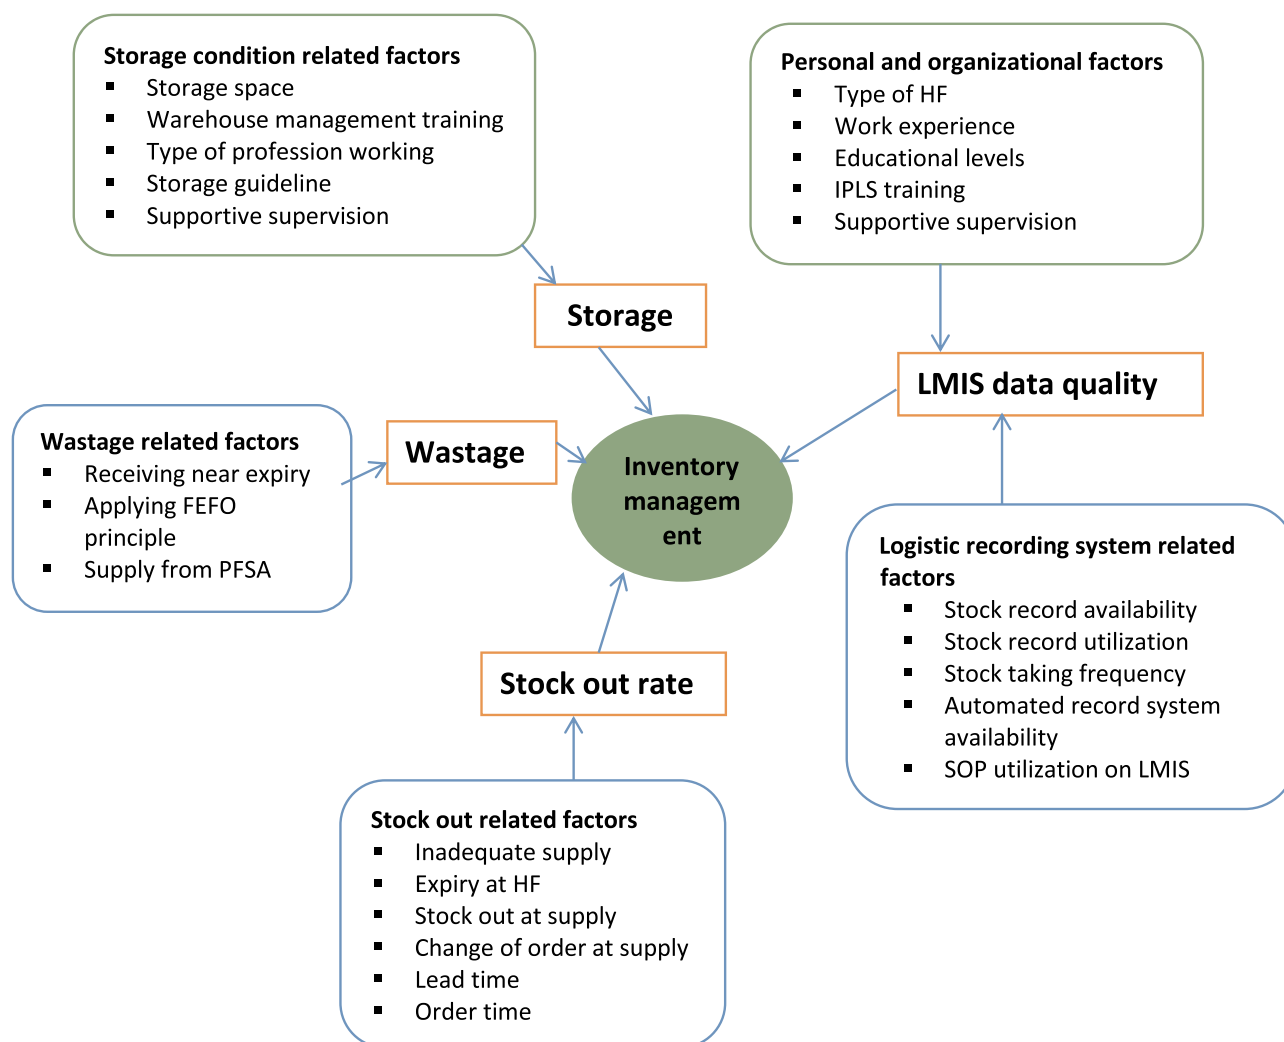 Storage condition related factors
▪ Storage space
▪ Warehouse management training
▪ Type of profession working
▪ Storage guideline
▪ Supportive supervision
Personal and organizational factors
▪ Type of HF
▪ Work experience
▪ Educational levels
▪ IPLS training
▪ Supportive supervision
Storage
LMIS data quality
Wastage related factors
▪ Receiving near expiry
▪ Applying FEFO
principle
▪ Supply from PFSA
Wastage
Inventory
managem
ent
Logistic recording system related
factors
▪ Stock record availability
▪ Stock record utilization
▪ Stock taking frequency
▪ Automated record system
availability
▪ SOP utilization on LMIS
Stock out rate
Stock out related factors
▪ Inadequate supply
▪ Expiry at HF
▪ Stock out at supply
▪ Change of order at supply
▪ Lead time
▪ Order time